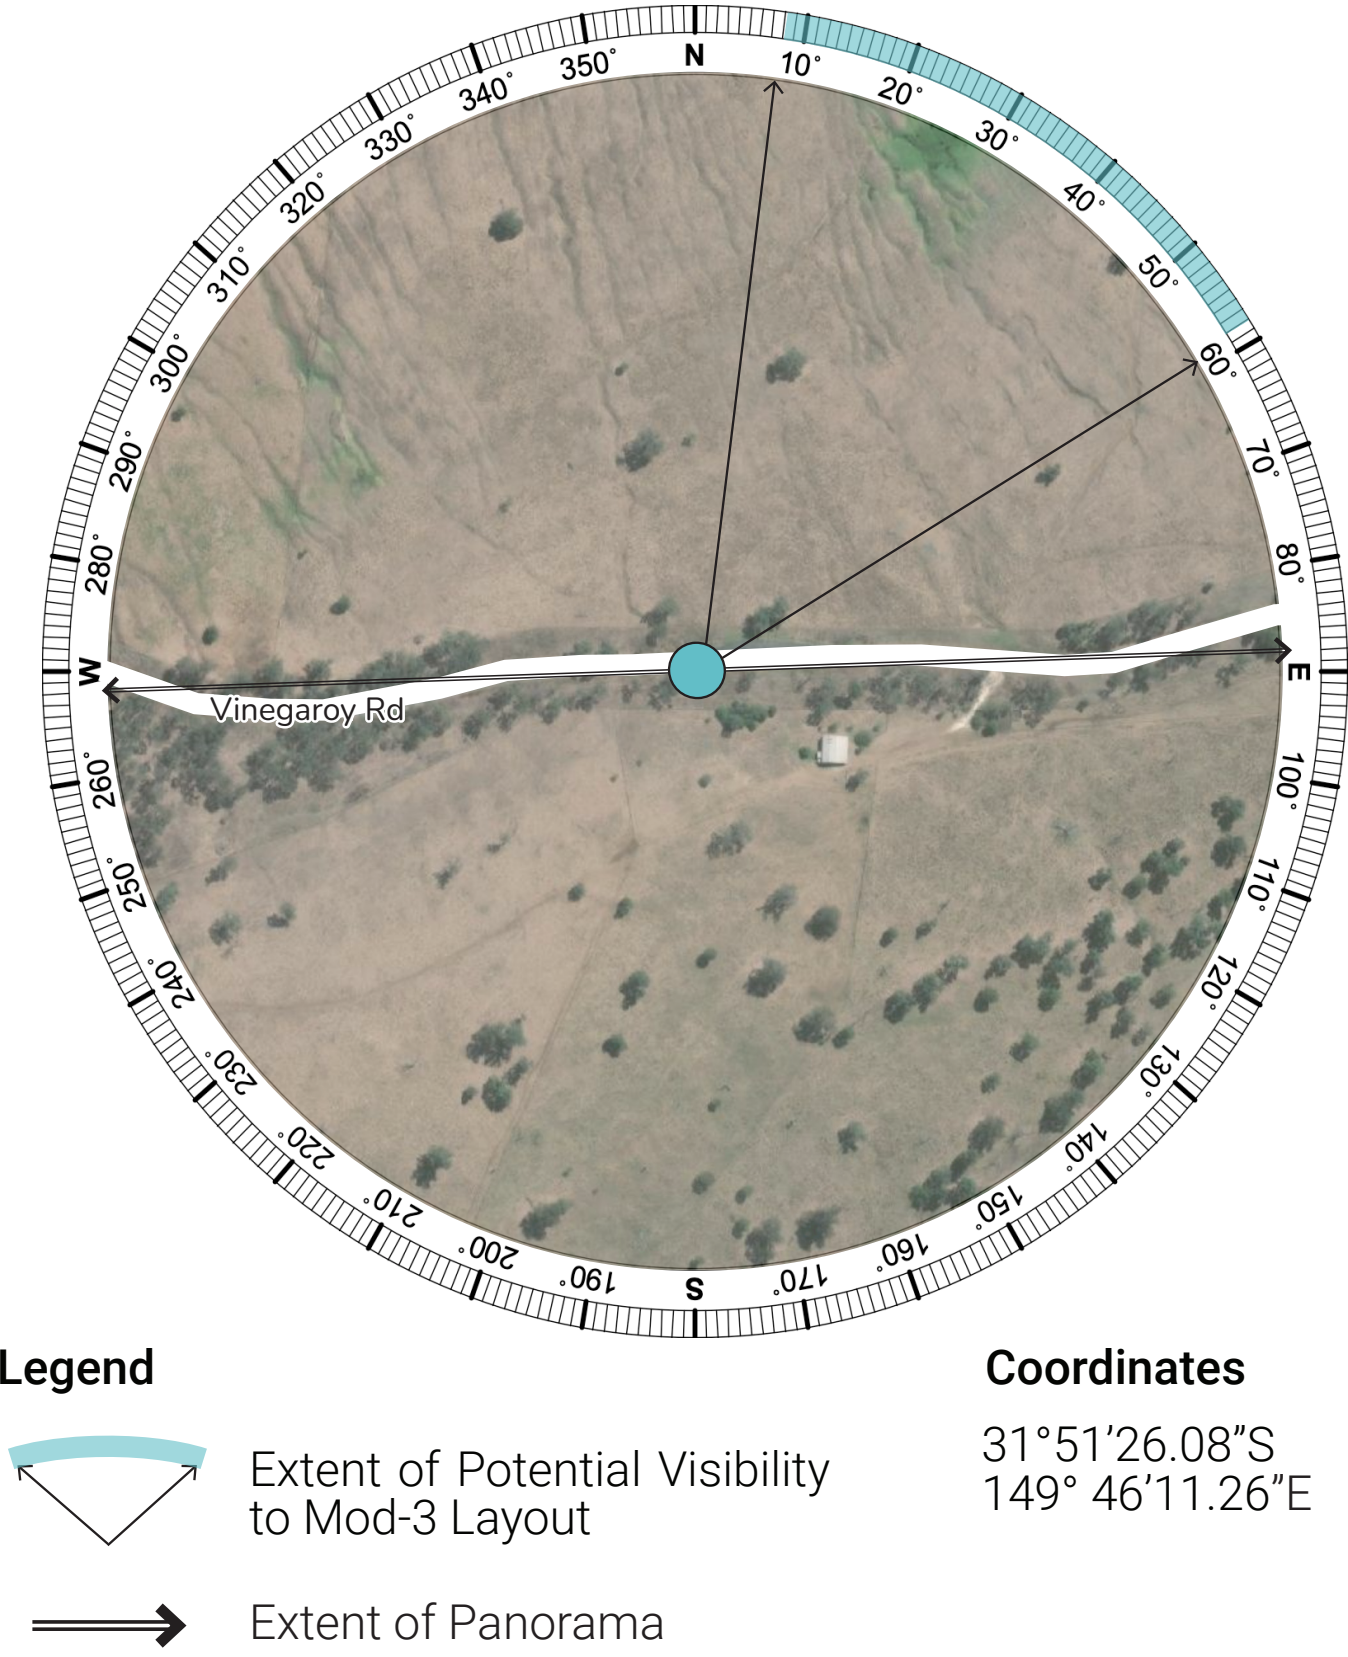 N
10°
20°
30°
40°
50°
60°
70°
80°
E
100°
110°
120°
130°
140°
150°
160°
170°
S
190°
200°
210°
220°
230°
240°
250°
260°
W
280°
290°
300°
310°
320°
330°
340°
350°
Vinegaroy Rd
Legend
Extent of Potential Visibility
to Mod-3 Layout
Extent of Panorama
Coordinates
31°51’26.08”S
149° 46’11.26”E